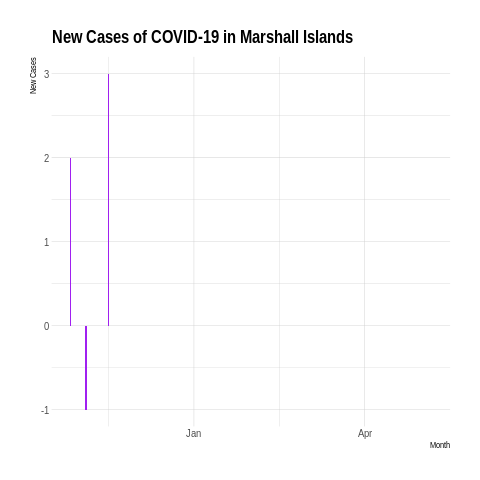 New Cases of COVID-19 in Marshall Islands
New Cases
3
2
1
0
-1
Jan
Apr
Month